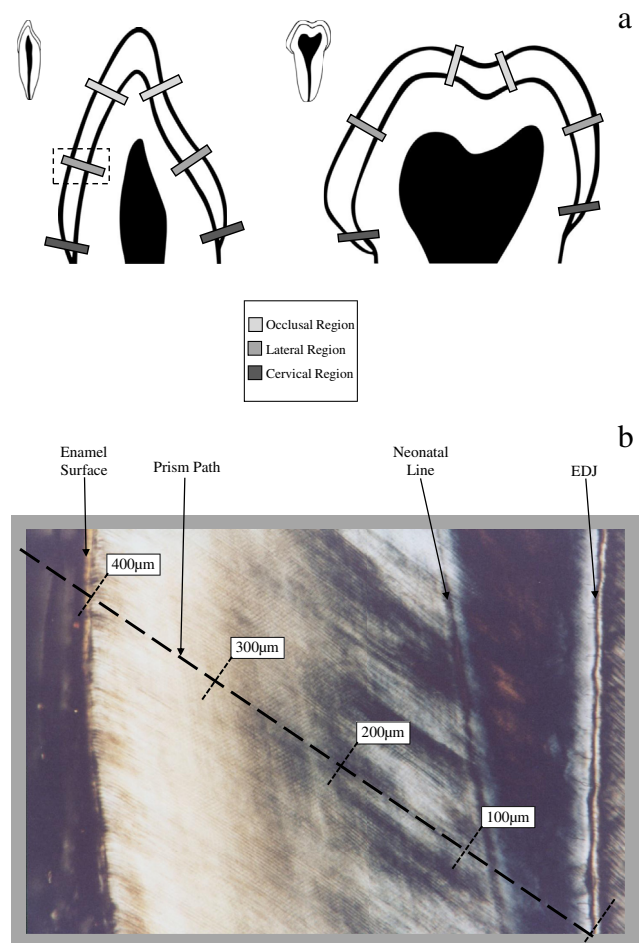 a
Occlusal Region
Lateral Region
Cervical Region
b
Enamel
Surface
Prism Path
Neonatal
Line
EDJ
400µm
300µm
200µm
100µm